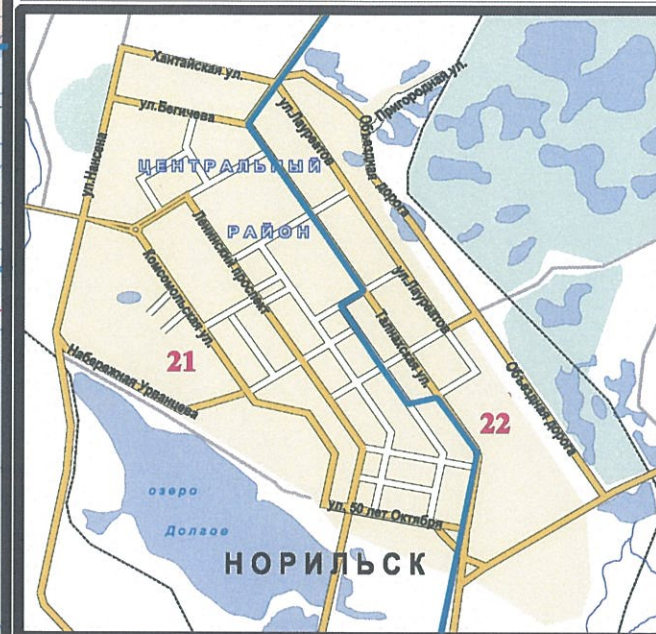 Хантайская ул.
Пригородная ул.
ул.Бегичева
ул.Лауреатов
Объездная дорога
ул.Нансена
ЦЕНТРАЛЬНЫЙ
РАЙОН
Ленинский проспект
Комсомольская ул.
ул.Лауреатов
Талнахская ул.
21
Набережная Урванцева
Объездная дорога
22
озеро
Долгое
ул. 50 лет Октября
НОРИЛЬСК